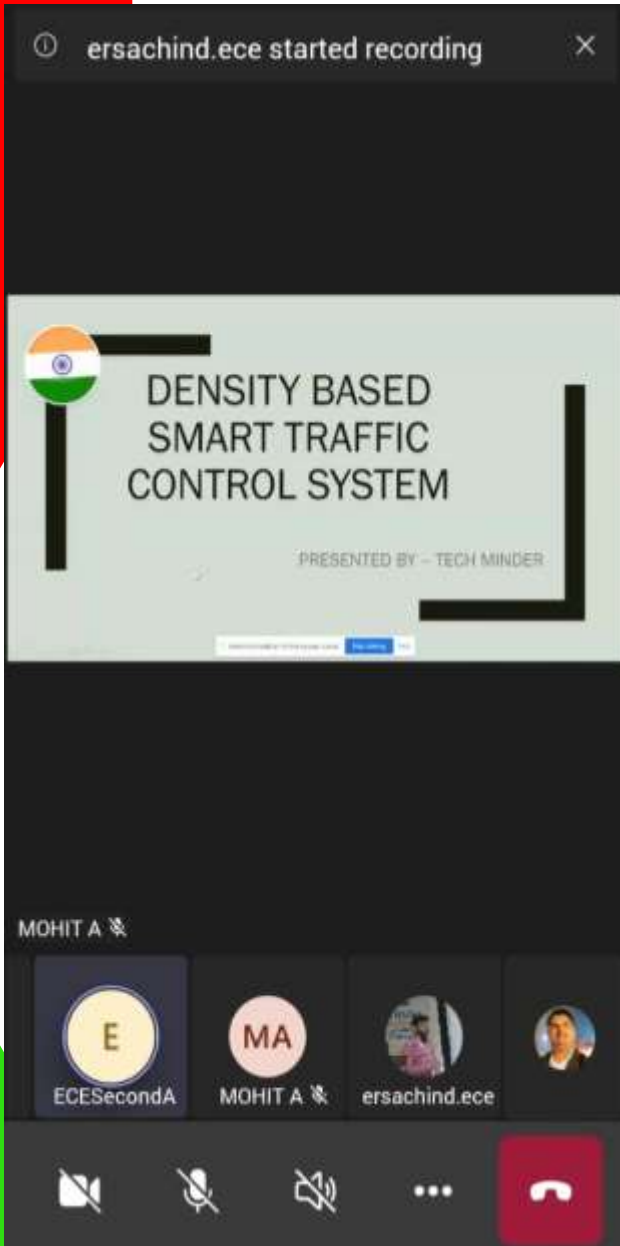 ersachind.ece started recording
DENSITY BASED
SMART TRAFFIC
CONTROL SYSTEM
PRESENTED BY – TECH MINDER
MOHIT A
E
MA
ECESecondA
MOHIT A
ersachind.ece